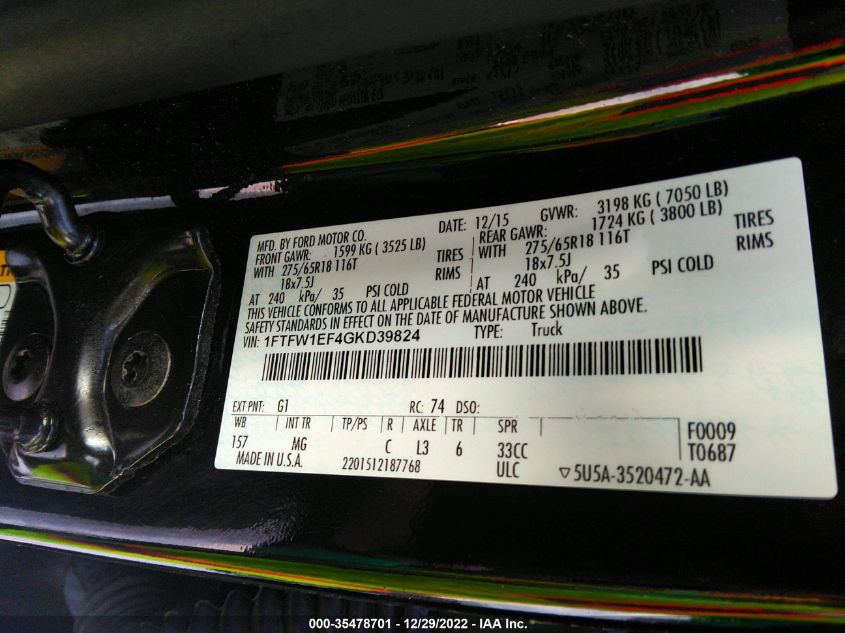 MFD. BY FORD MOTOR CO.
DATE: 12/15 GVWR: 3198 KG ( 7050 LB)
FRONT GAWR: 1599 KG ( 3525 LB) REAR GAWR: 1724 KG ( 3800 LB)
WITH 275/65R18 116T TIRES WITH 275/65R18 116T TIRES
18x7.5J RIMS 18x7.5J RIMS
AT 240 kPa/ 35 PSI COLD AT 240 kPa/ 35 PSI COLD
THIS VEHICLE CONFORMS TO ALL APPLICABLE FEDERAL MOTOR VEHICLE
SAFETY STANDARDS IN EFFECT ON THE DATE OF MANUFACTURE SHOWN ABOVE.
VIN: 1FTFW1EF4GKD39824 TYPE: Truck
EXT PNT: G1 RC: 74 DSO:
WB INT TR TP/PS R AXLE TR SPR F0009
157 MG C L3 6 33CC T0687
MADE IN U.S.A. 2201512187768 ULC ▽5U5A-3520472-AA
000-35478701 - 12/29/2022 - IAA Inc.